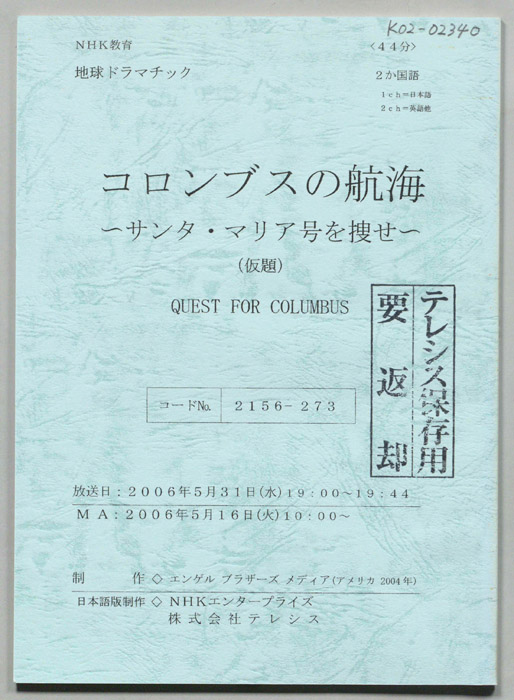 K02-02340
NHK教育
<44分>
地球ドラマチック
2か国語
1ch=日本語
2ch=英語他
コロンブスの航海
~サンタ・マリア号を捜せ~
(仮題)
QUEST FOR COLUMBUS
テレシス保存用
要返却
コードNo. 2156-273
放送日:2006年5月31日(水)19:00~19:44
MA:2006年5月16日(火)10:00~
制作◇エンゲル ブラザーズ メディア(アメリカ 2004年)
日本語版制作◇NHKエンタープライズ
株式会社テレシス